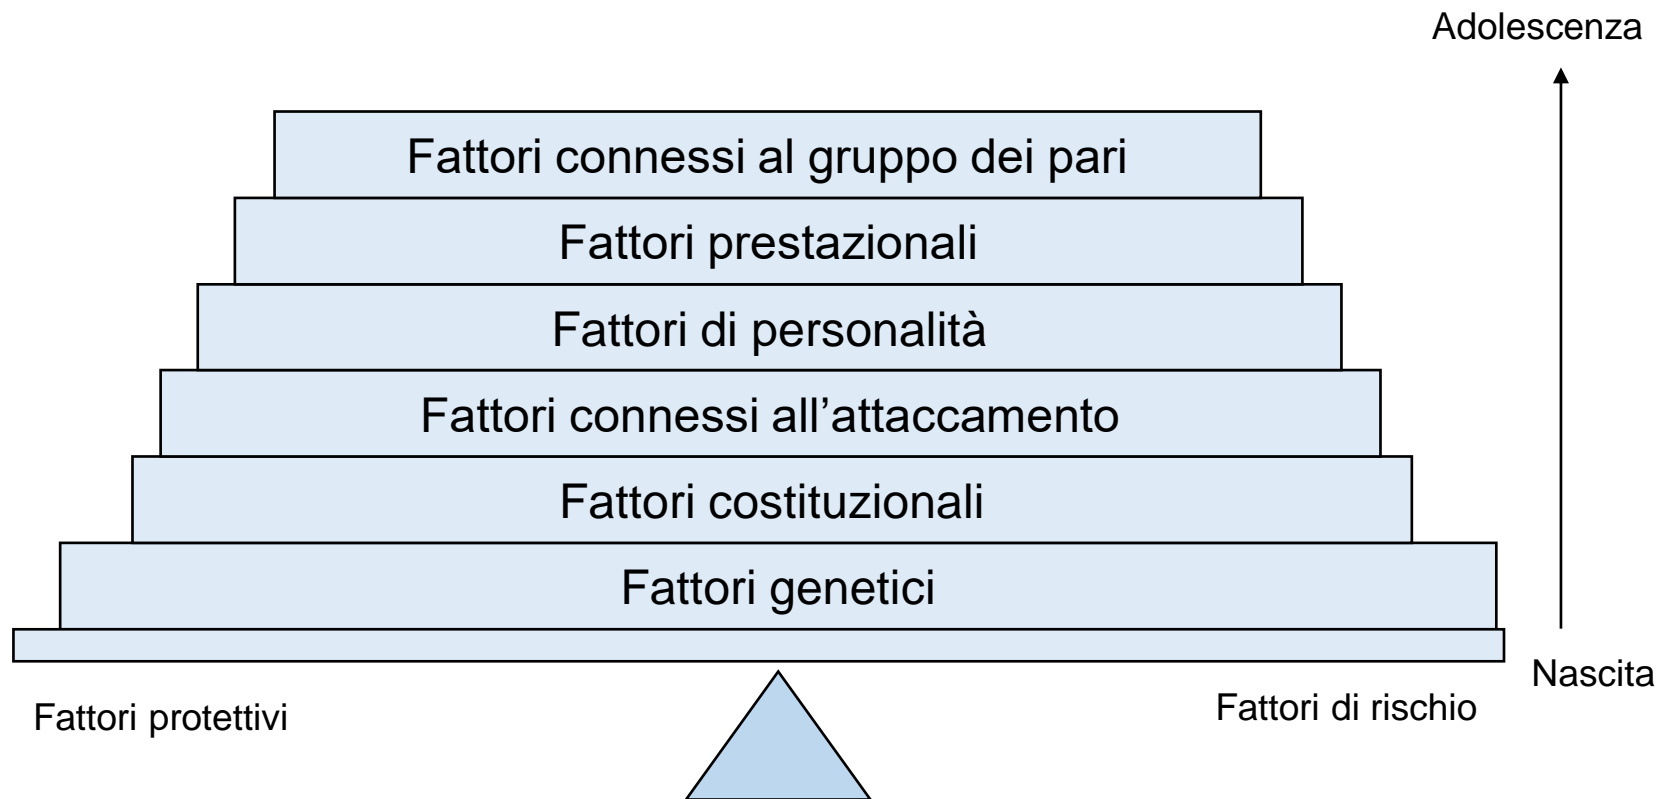 Adolescenza
Fattori connessi al gruppo dei pari
Fattori prestazionali
Fattori di personalità
Fattori connessi all’attaccamento
Fattori costituzionali
Fattori genetici
Nascita
Fattori protettivi
Fattori di rischio